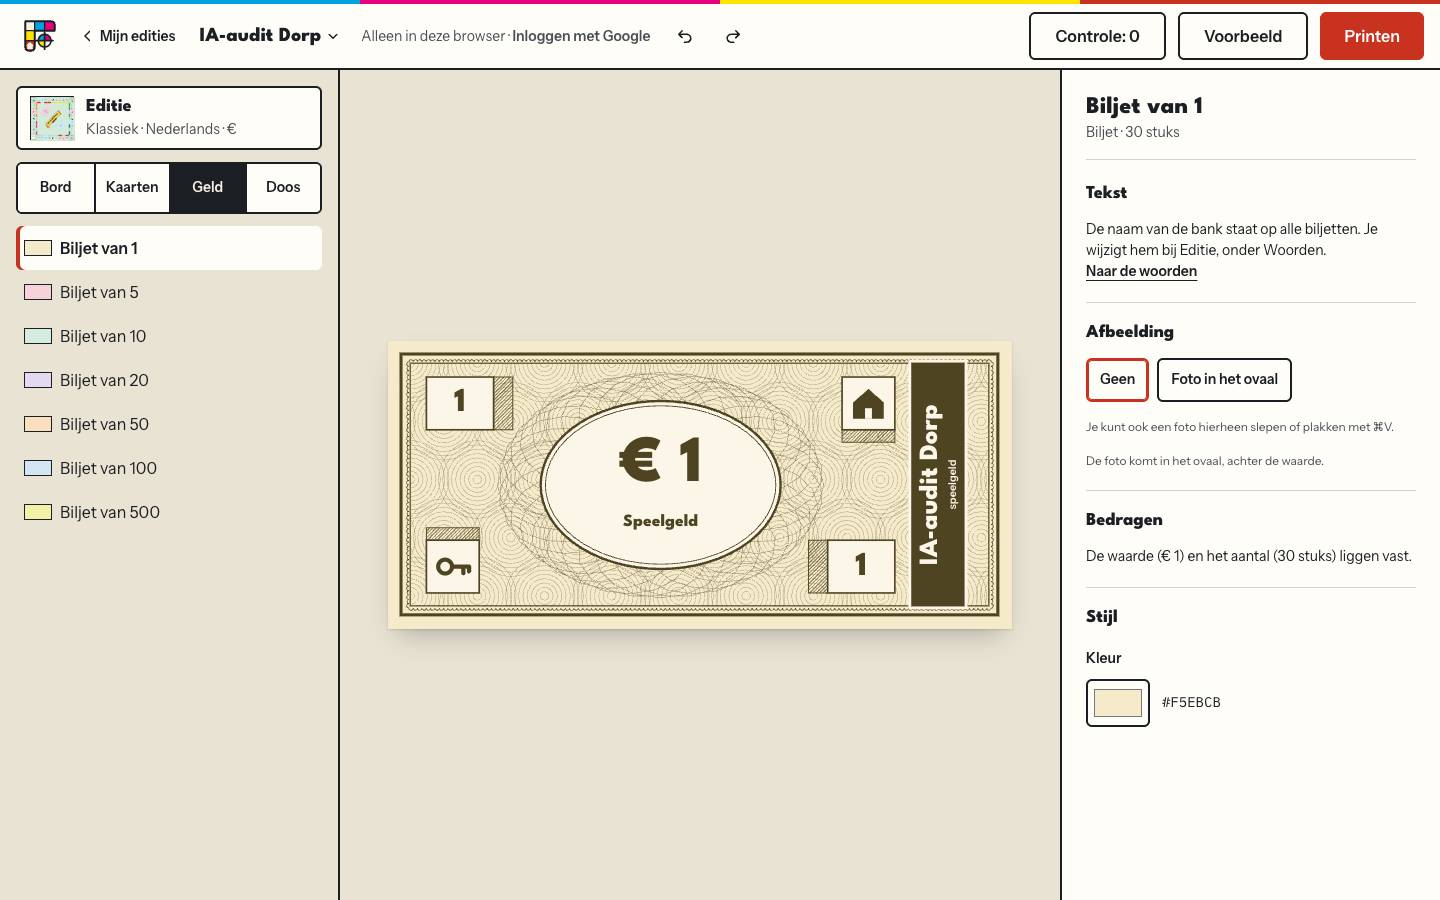 Mijn edities
IA-audit Dorp
Alleen in deze browser · Inloggen met Google
Controle: 0
Voorbeeld
Printen
Editie
Klassiek · Nederlands · €
Bord
Kaarten
Geld
Doos
Biljet van 1
Biljet van 5
Biljet van 10
Biljet van 20
Biljet van 50
Biljet van 100
Biljet van 500
1
€ 1
Speelgeld
1
IA-audit Dorp
speelgeld
Biljet van 1
Biljet · 30 stuks
Tekst
De naam van de bank staat op alle biljetten. Je
wijzigt hem bij Editie, onder Woorden.
Naar de woorden
Afbeelding
Geen
Foto in het ovaal
Je kunt ook een foto hierheen slepen of plakken met ⌘V.
De foto komt in het ovaal, achter de waarde.
Bedragen
De waarde (€ 1) en het aantal (30 stuks) liggen vast.
Stijl
Kleur
#F5EBCB